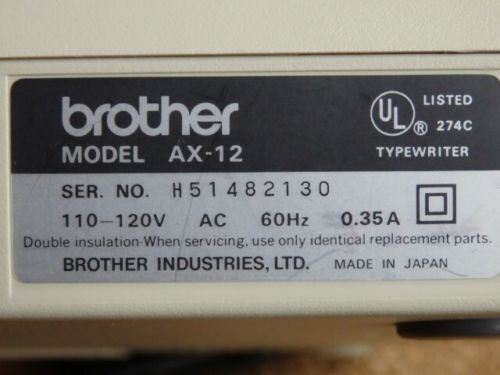 brother
MODEL AX-12
UL ® LISTED
274C
TYPEWRITER
SER. NO. H51482130
110-120V AC 60Hz 0.35A
Double insulation·When servicing, use only identical replacement parts.
BROTHER INDUSTRIES, LTD. MADE IN JAPAN